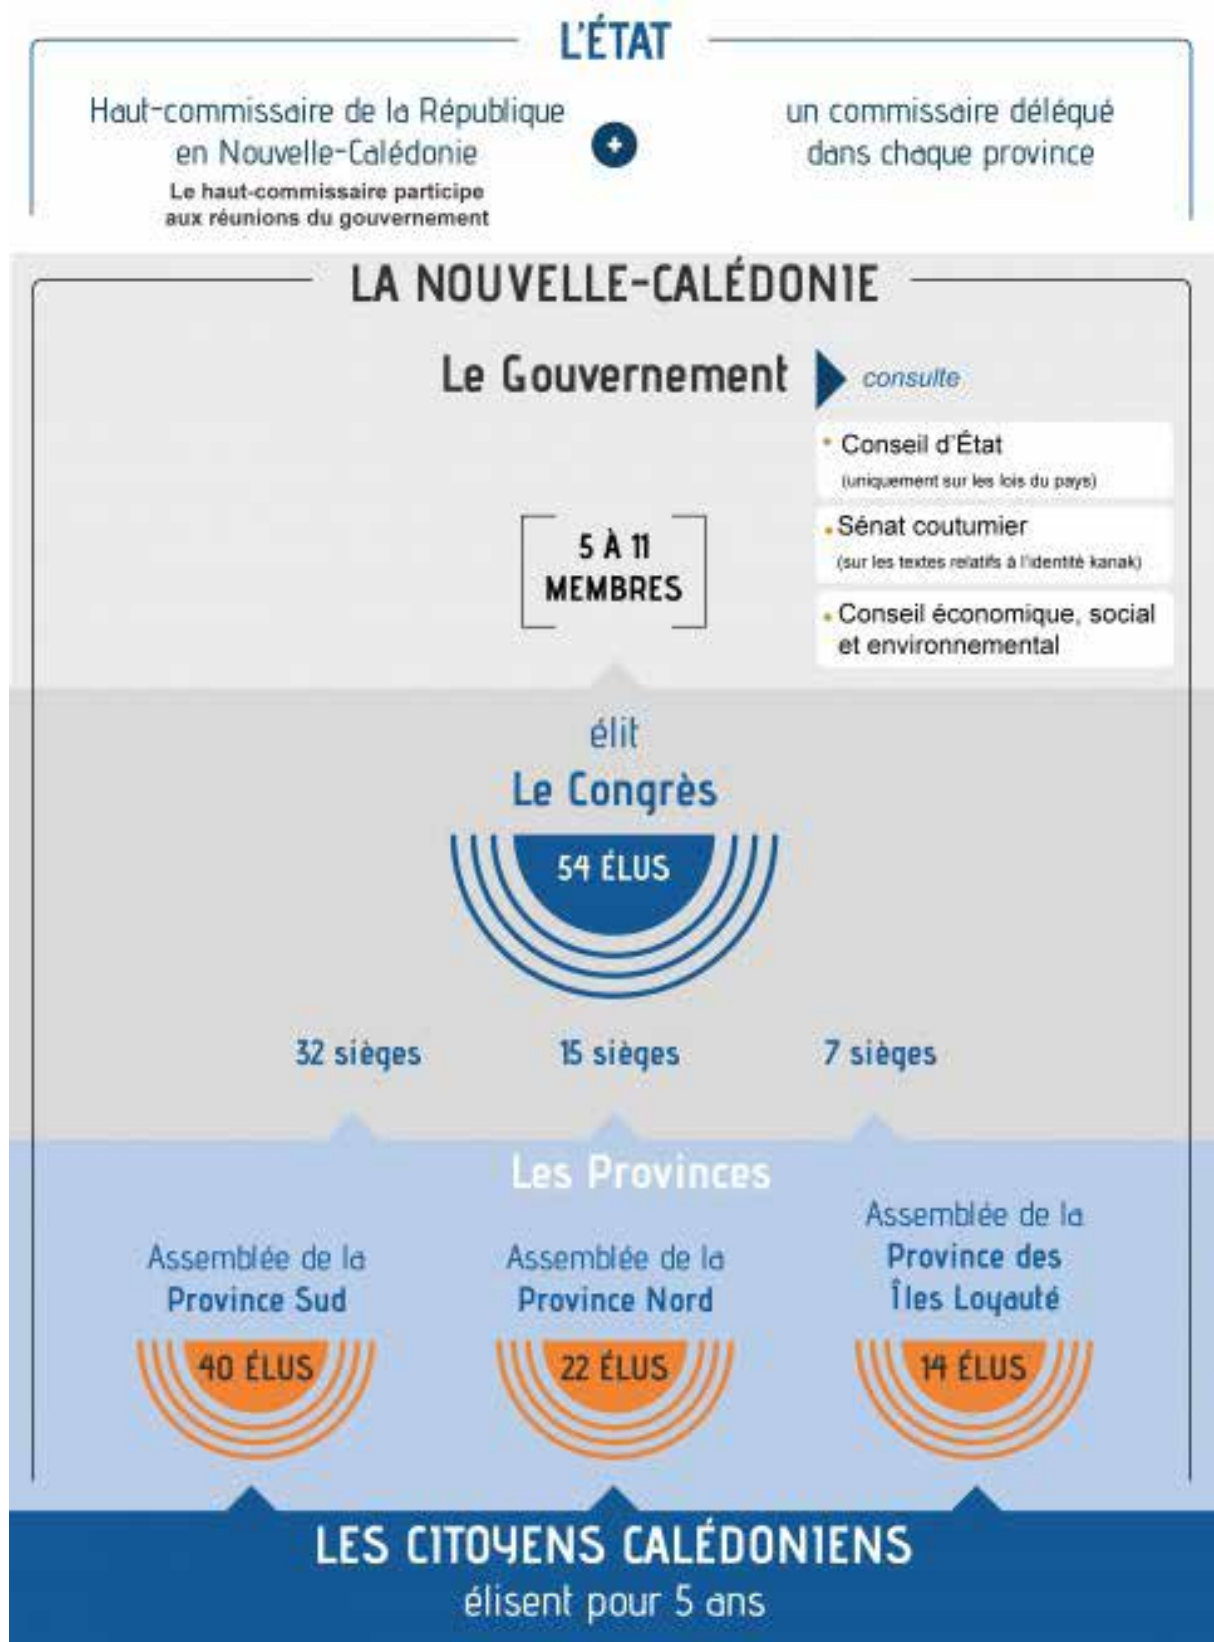 L'ÉTAT
Haut-commissaire de la République
en Nouvelle-Calédonie
Le haut-commissaire participe
aux réunions du gouvernement
+
un commissaire délégué
dans chaque province
LA NOUVELLE-CALÉDONIE
Le Gouvernement
consulte
• Conseil d'État
(uniquement sur les lois du pays)
• Sénat coutumier
(sur les textes relatifs à l'identité kanak)
• Conseil économique, social
et environnemental
5 À 11
MEMBRES
élit
Le Congrès
54 ÉLUS
32 sièges
15 sièges
7 sièges
Les Provinces
Assemblée de la
Province Sud
40 ÉLUS
Assemblée de la
Province Nord
22 ÉLUS
Assemblée de la
Province des
Îles Loyauté
14 ÉLUS
LES CITOYENS CALÉDONIENS
élisent pour 5 ans